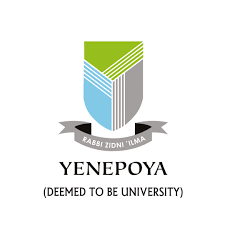 RABBI ZIDNI 'ILMA
YENEPOYA
(DEEMED TO BE UNIVERSITY)